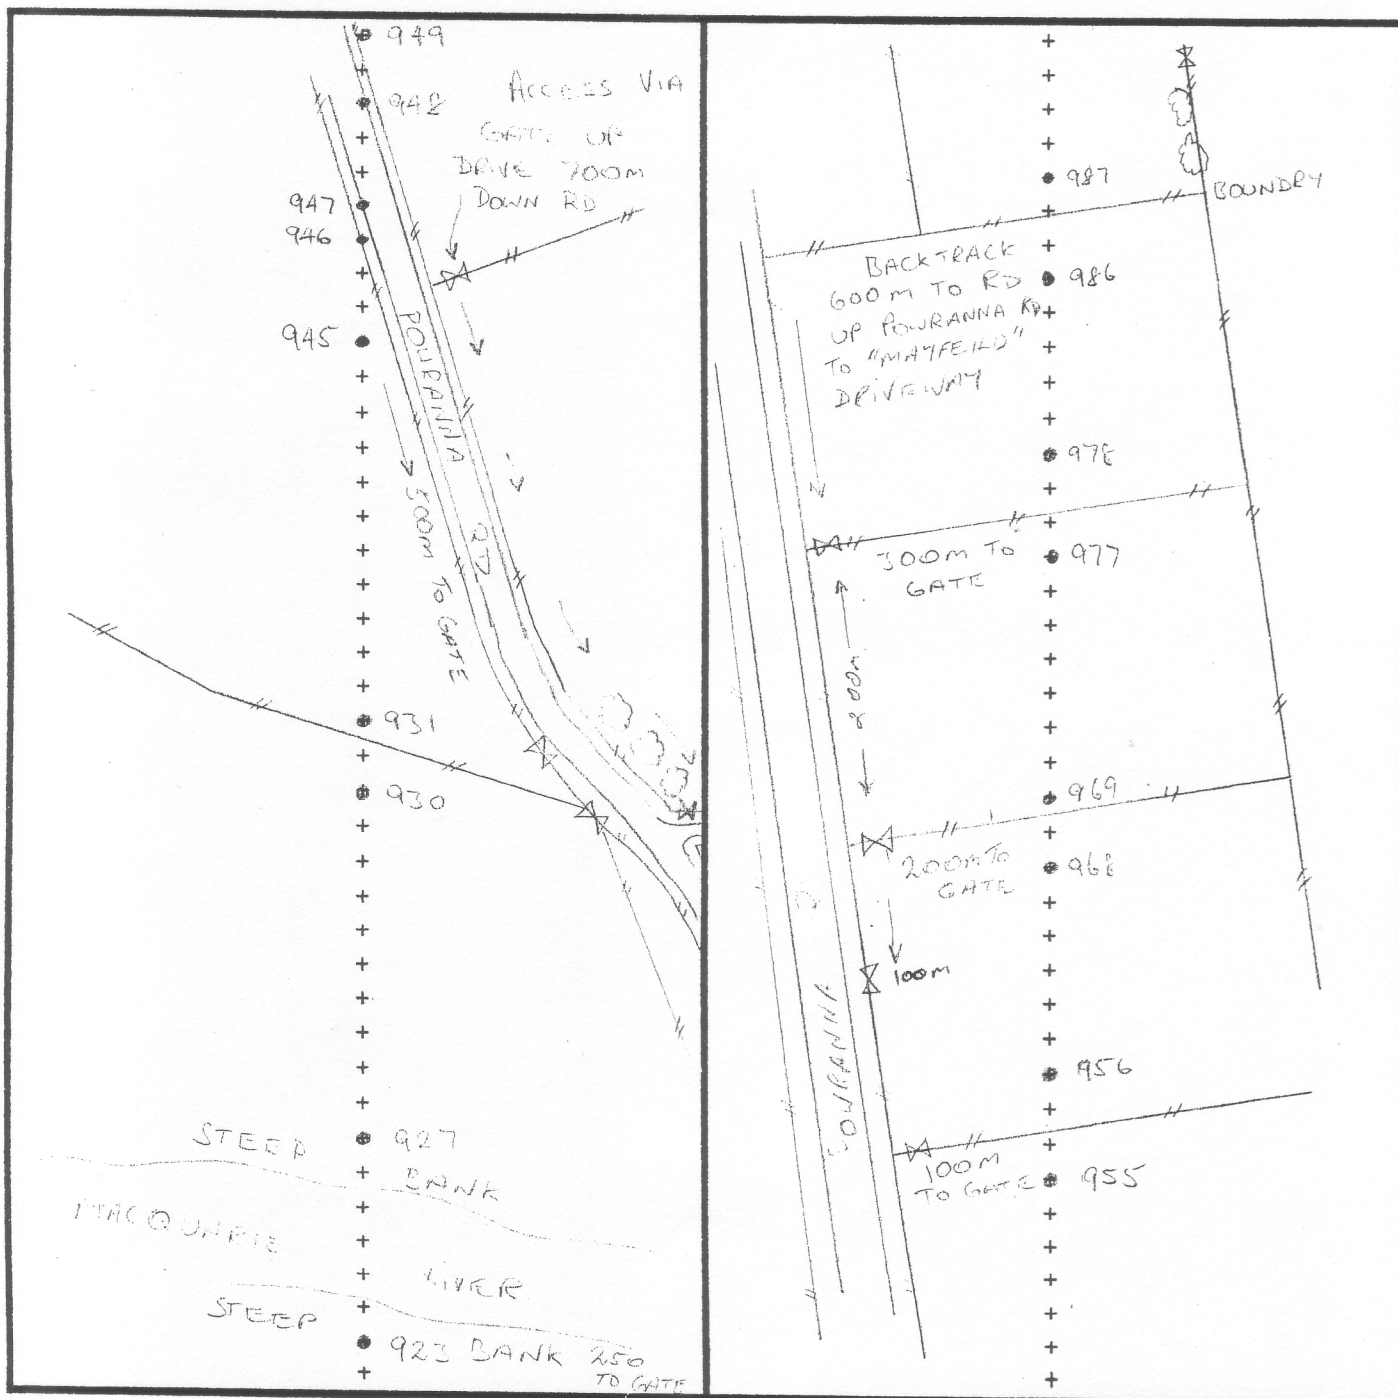 949
948
ACCESS VIA
GATE UP
DRIVE 700M
DOWN RD
947
946
945
POWRANNA RD
500m TO GATE
931
930
STEEP
927
BANK
MACQUARIE
RIVER
STEEP
923 BANK 250
TO GATE
987
BOUNDRY
BACKTRACK
600m TO RD
986
UP POWRANNA RD
TO "MAYFEILD"
DRIVEWAY
978
300m TO
GATE
977
800m
969
200m TO
GATE
968
100m
POWRANNA
956
100m
TO GATE
955